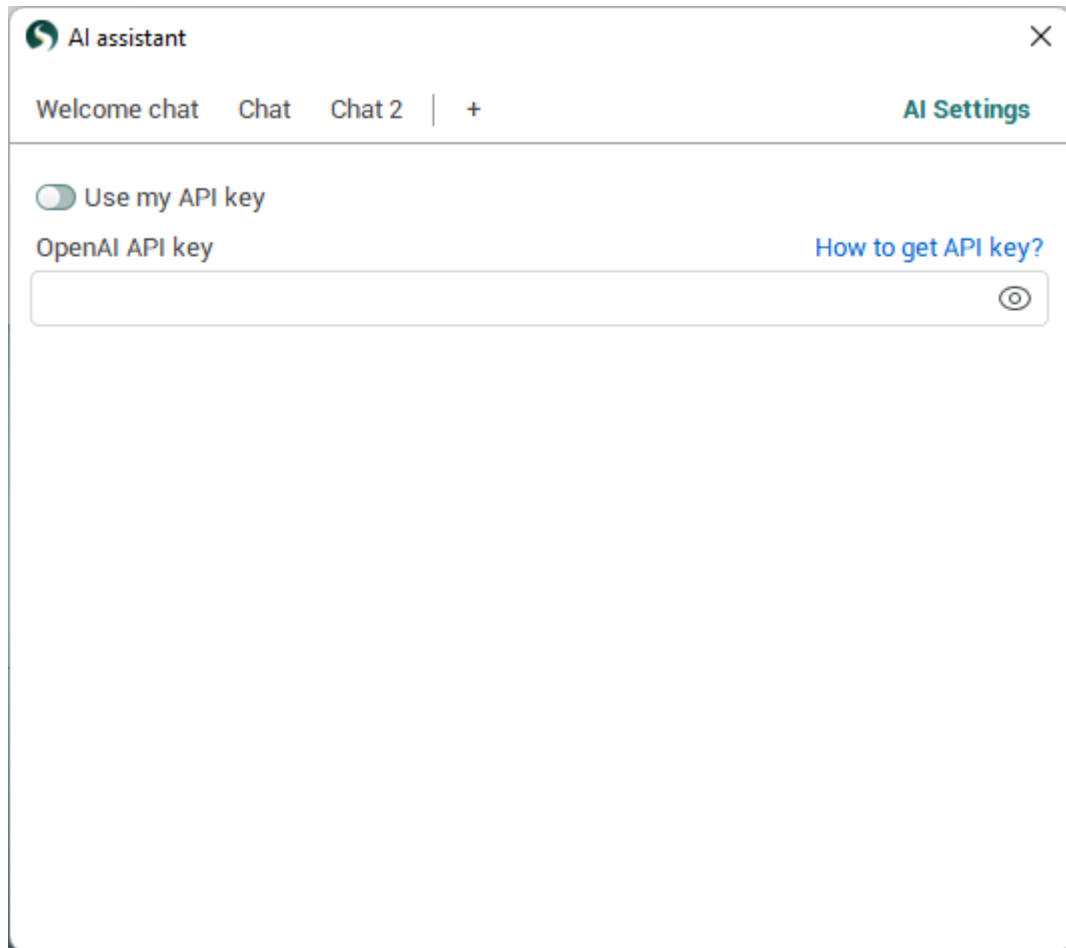 AI assistant
Welcome chat Chat Chat 2 + AI Settings
Use my API key
OpenAI API key How to get API key?